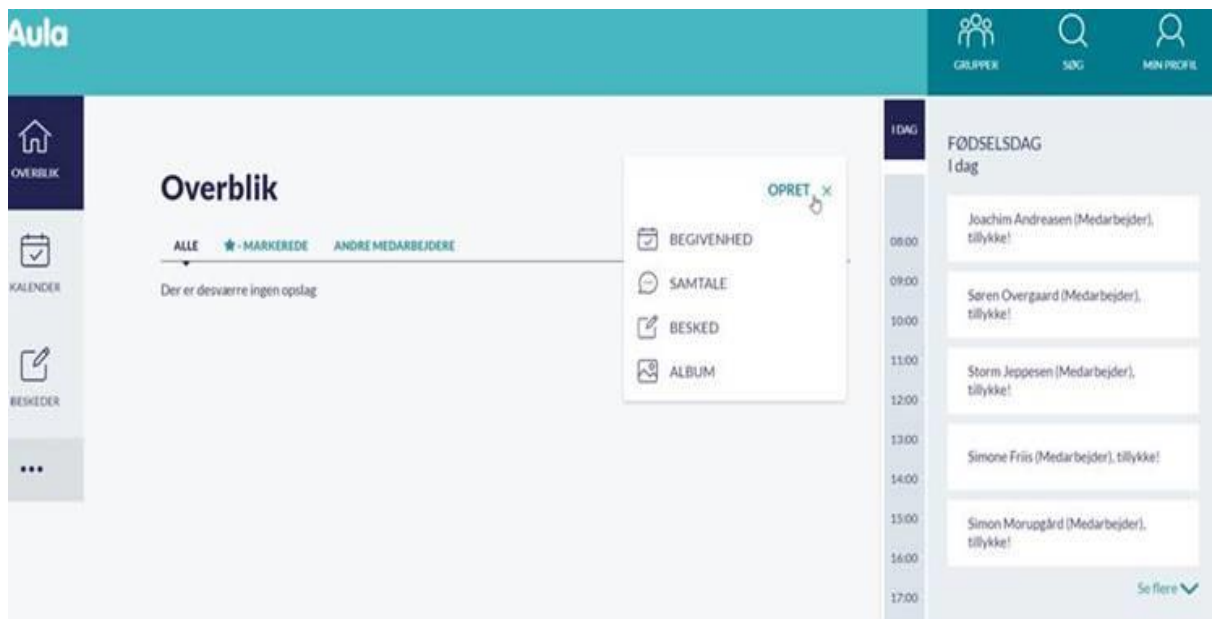 Aula
GRUPPER
SØG
MIN PROFIL
OVERBLIK
KALENDER
BESKEDER
Overblik
ALLE
- MARKEREDE
ANDRE MEDARBEJDERE
Der er desværre ingen opslag
OPRET
BEGIVENHED
SAMTALE
BESKED
ALBUM
I DAG
08:00
09:00
10:00
11:00
12:00
13:00
14:00
15:00
16:00
17:00
FØDSELSDAG
I dag
Joachim Andreasen (Medarbejder),
tillykke!
Søren Overgaard (Medarbejder),
tillykke!
Storm Jeppesen (Medarbejder),
tillykke!
Simone Friis (Medarbejder), tillykke!
Simon Morupgård (Medarbejder),
tillykke!
Se flere